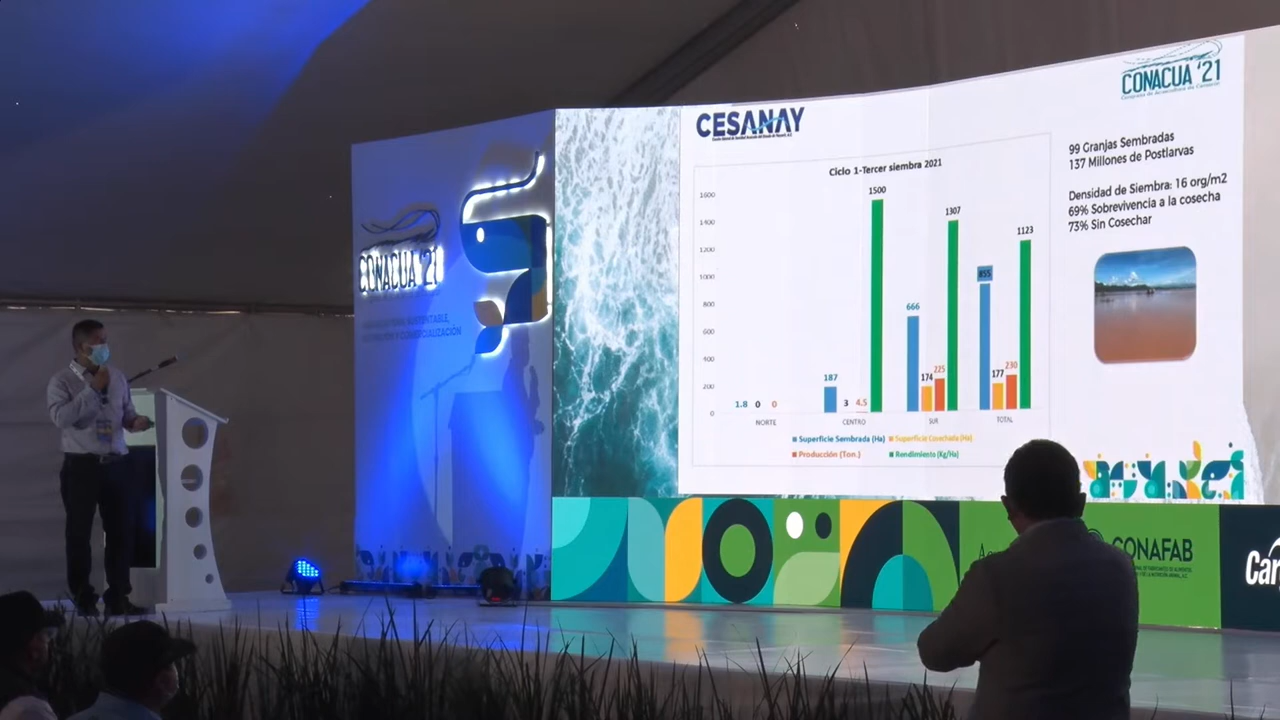 CONACUA '21
CESANAY
99 Granjas Sembradas
137 Millones de Postlarvas
Densidad de Siembra: 16 org/m2
69% Sobrevivencia a la cosecha
73% Sin Cosechar
Ciclo 1-Tercer siembra 2021
1600
1400
1200
1000
800
600
400
200
0
1.8 0 0
187 3 4.5 1500
666 174 225 1307
855 177 230 1123
NORTE CENTRO SUR TOTAL
Superficie Sembrada (Ha) Superficie Cosechada (Ha)
Producción (Ton.) Rendimiento (Kg/Ha)
CONACUA '21
CONAFAB